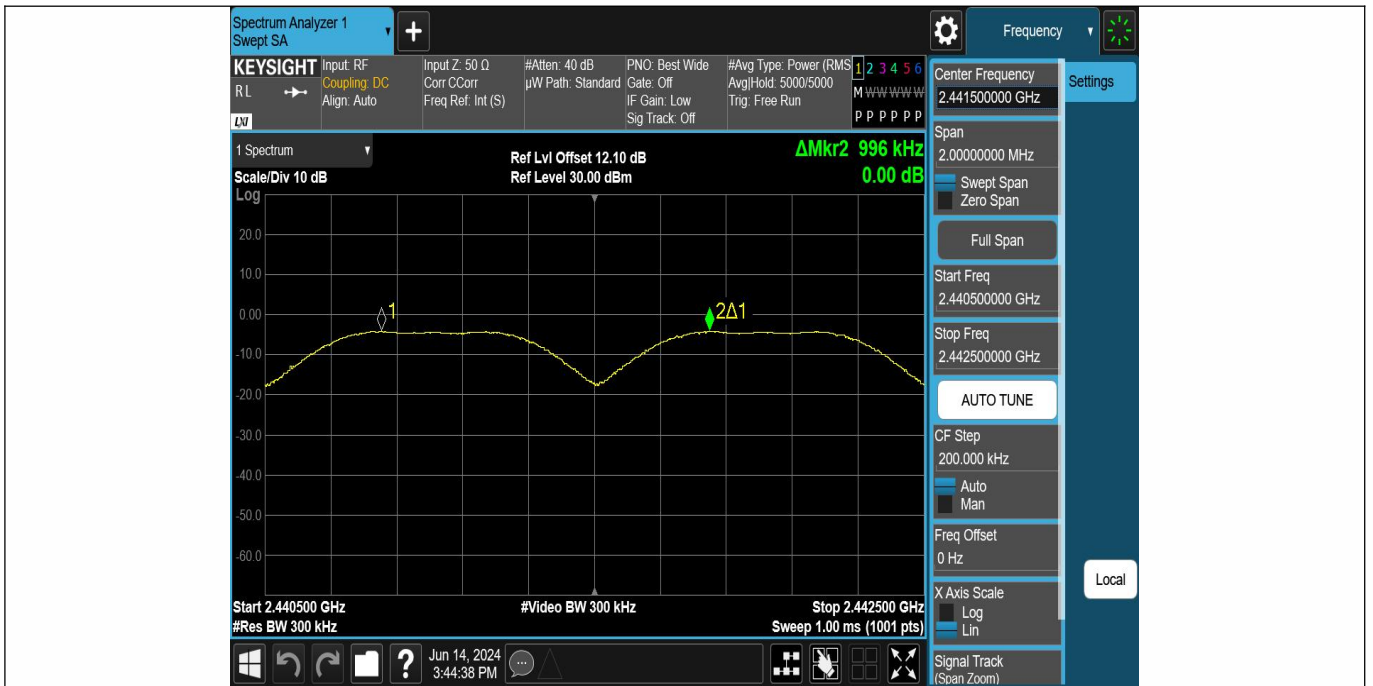 Spectrum Analyzer 1
Swept SA
+
Frequency
KEYSIGHT
RL
LXI
Input: RF
Coupling: DC
Align: Auto
Input Z: 50 Ω
Corr CCorr
Freq Ref: Int (S)
#Atten: 40 dB
µW Path: Standard
PNO: Best Wide
Gate: Off
IF Gain: Low
Sig Track: Off
#Avg Type: Power (RMS
Avg|Hold: 5000/5000
Trig: Free Run
1 2 3 4 5 6
M W W W W W
P P P P P P
1 Spectrum
Scale/Div 10 dB
Log
Ref Lvl Offset 12.10 dB
Ref Level 30.00 dBm
ΔMkr2 996 kHz
0.00 dB
20.0
10.0
0.00
-10.0
-20.0
-30.0
-40.0
-50.0
-60.0
1
2Δ1
Start 2.440500 GHz
#Res BW 300 kHz
#Video BW 300 kHz
Stop 2.442500 GHz
Sweep 1.00 ms (1001 pts)
Center Frequency
2.441500000 GHz
Settings
Span
2.00000000 MHz
Swept Span
Zero Span
Full Span
Start Freq
2.440500000 GHz
Stop Freq
2.442500000 GHz
AUTO TUNE
CF Step
200.000 kHz
Auto
Man
Freq Offset
0 Hz
Local
X Axis Scale
Log
Lin
Signal Track
(Span Zoom)
?
Jun 14, 2024
3:44:38 PM